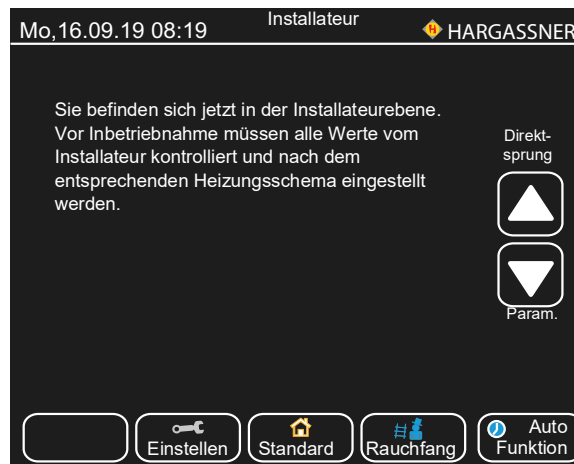 Mo,16.09.19 08:19
Installateur
HARGASSNER
Sie befinden sich jetzt in der Installateurebene.
Vor Inbetriebnahme müssen alle Werte vom
Installateur kontrolliert und nach dem
entsprechenden Heizungsschema eingestellt
werden.
Direkt-
sprung
Param.
Einstellen
Standard
Rauchfang
Auto
Funktion